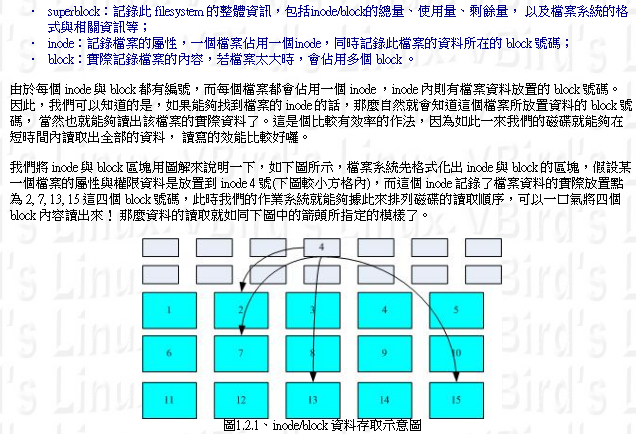 superblock：記錄此 filesystem 的整體資訊，包括inode/block的總量、使用量、剩餘量， 以及檔案系統的格
式與相關資訊等；
inode：記錄檔案的屬性，一個檔案佔用一個inode，同時記錄此檔案的資料所在的 block 號碼；
block：實際記錄檔案的內容，若檔案太大時，會佔用多個 block 。
由於每個 inode 與 block 都有編號，而每個檔案都會佔用一個 inode ，inode 內則有檔案資料放置的 block 號碼。
因此，我們可以知道的是，如果能夠找到檔案的 inode 的話，那麼自然就會知道這個檔案所放置資料的 block 號
碼， 當然也就能夠讀出該檔案的實際資料了。這是個比較有效率的作法，因為如此一來我們的磁碟就能夠在
短時間內讀取出全部的資料， 讀寫的效能比較好囉。
我們將 inode 與 block 區塊用圖解來說明一下，如下圖所示，檔案系統先格式化出 inode 與 block 的區塊，假設某
一個檔案的屬性與權限資料是放置到 inode 4 號(下圖較小方格內)，而這個 inode 記錄了檔案資料的實際放置點
為 2, 7, 13, 15 這四個 block 號碼，此時我們的作業系統就能夠據此來排列磁碟的讀取順序，可以一口氣將四個
block 內容讀出來！ 那麼資料的讀取就如同下圖中的箭頭所指定的模樣了。
4
1 2 3 4 5
6 7 8 9 10
11 12 13 14 15
圖1.2.1、inode/block 資料存取示意圖